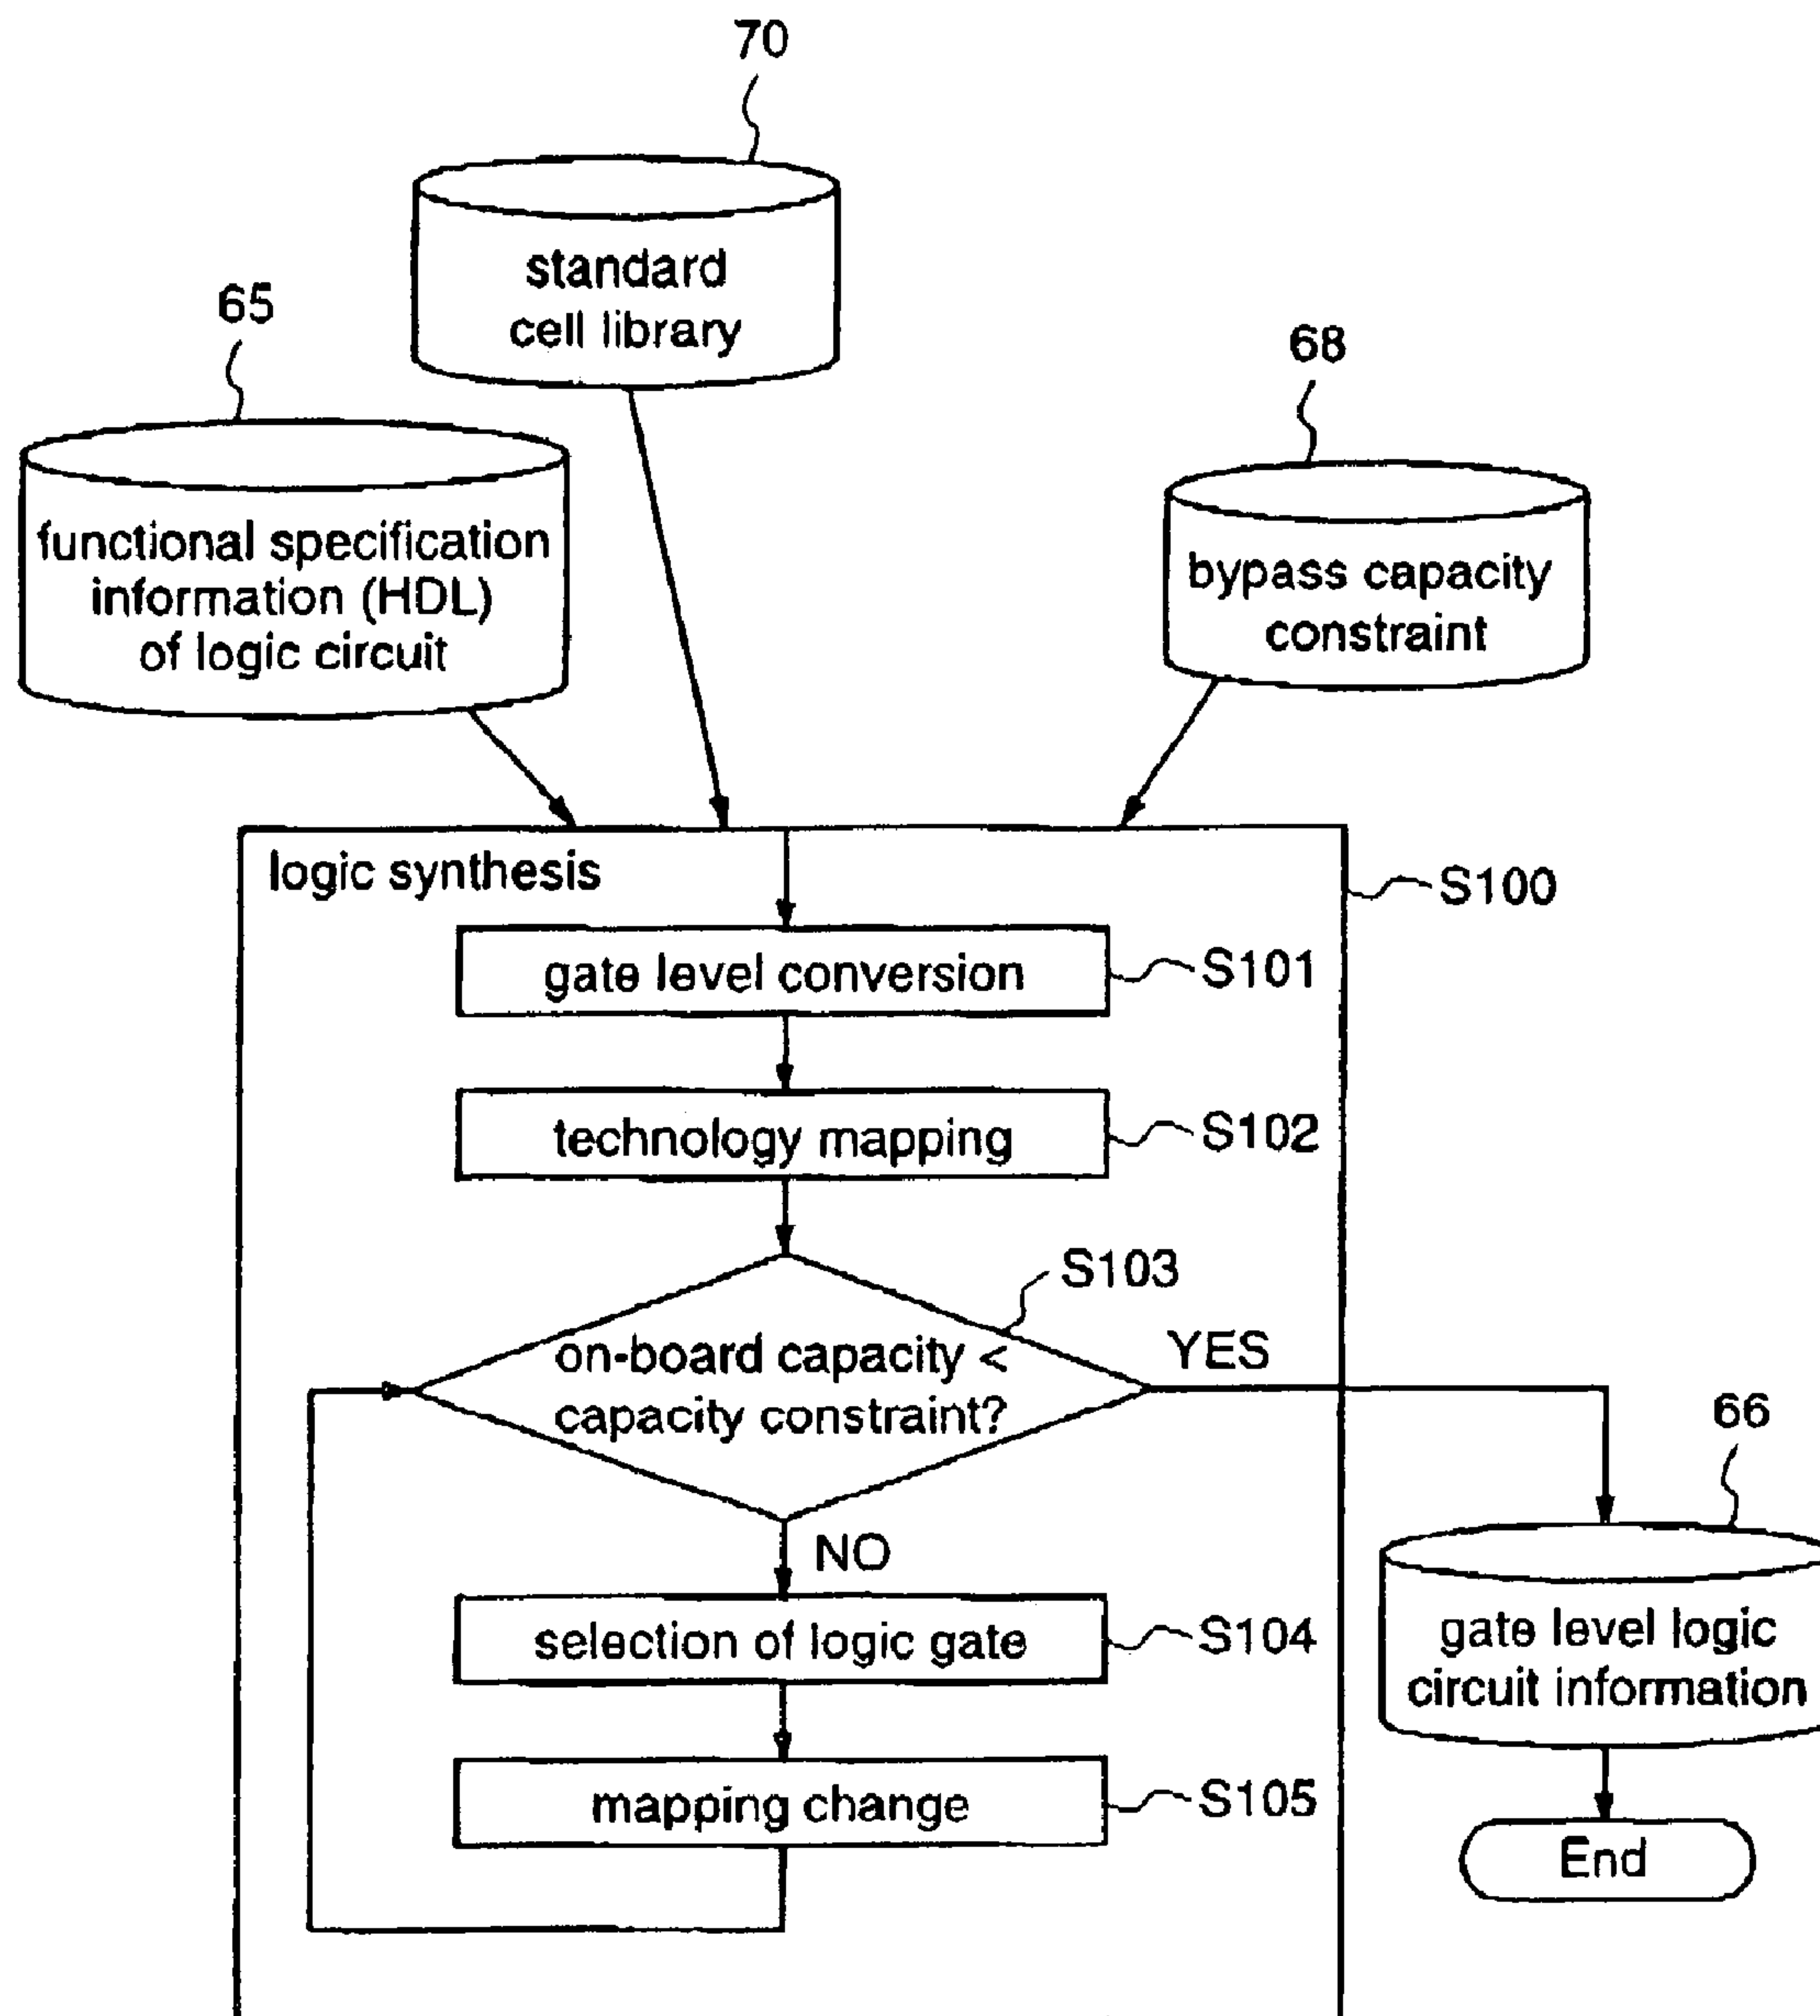 70
standard
cell library
65
functional specification
information (HDL)
of logic circuit
68
bypass capacity
constraint
logic synthesis
S100
gate level conversion
S101
technology mapping
S102
S103
on-board capacity <
capacity constraint?
YES
NO
66
gate level logic
circuit information
selection of logic gate
S104
mapping change
S105
End